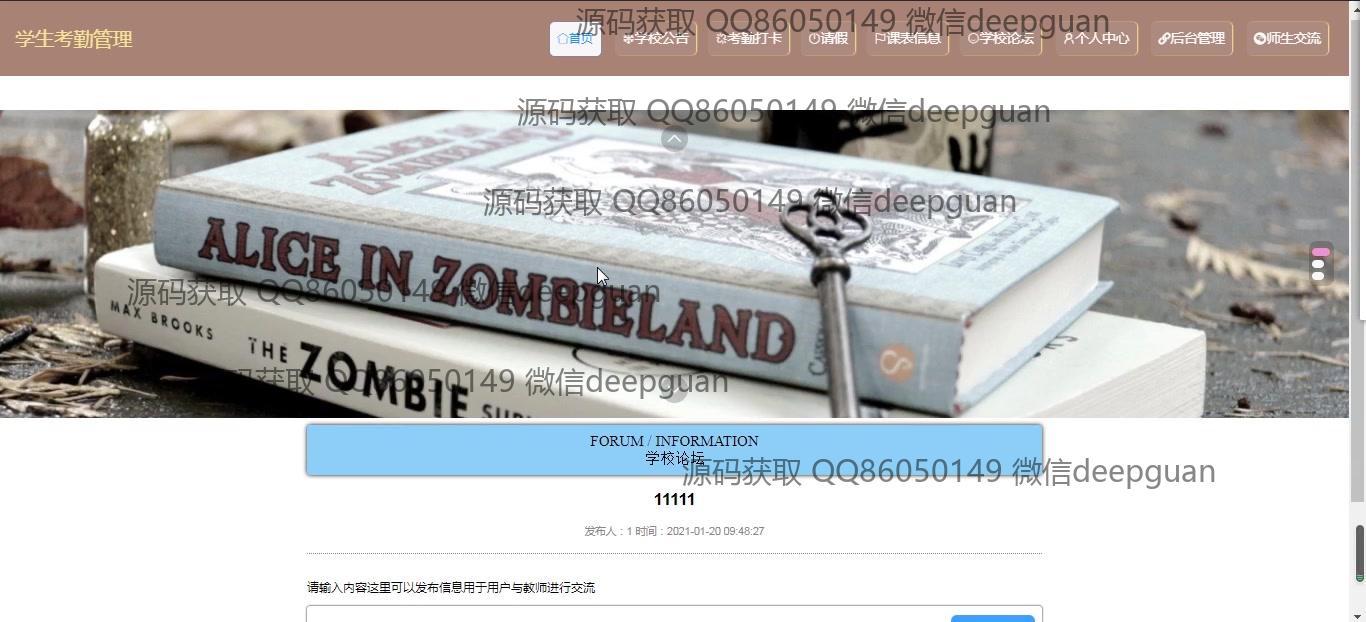 学生考勤管理
首页 学校公告 考勤打卡 请假 课表信息 学校论坛 个人中心 后台管理 师生交流
源码获取 QQ86050149 微信deepguan
源码获取 QQ86050149 微信deepguan
源码获取 QQ86050149 微信deepguan
ALICE IN ZOMBIELAND
源码获取 QQ86050149 微信deepguan
MAX BROOKS
THE ZOMBIE
源码获取 QQ86050149 微信deepguan
FORUM / INFORMATION
学校论坛
源码获取 QQ86050149 微信deepguan
11111
发布人：1 时间：2021-01-20 09:48:27
请输入内容这里可以发布信息用于用户与教师进行交流